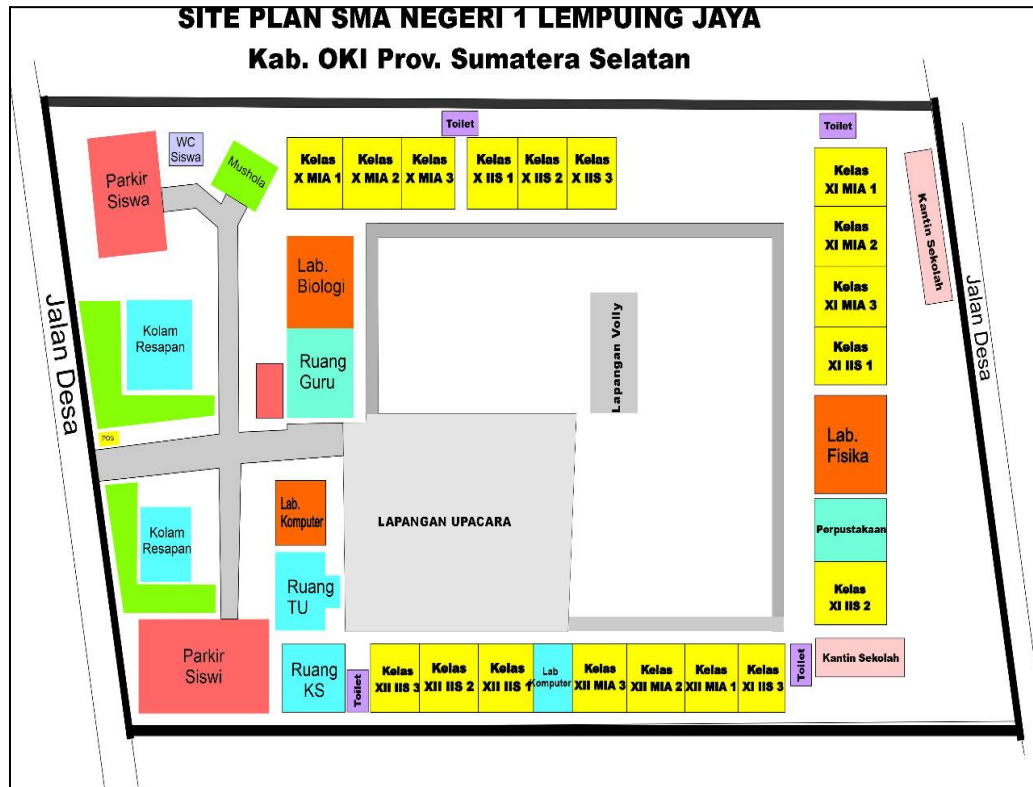 SITE PLAN SMA NEGERI 1 LEMPUING JAYA
Kab. OKI Prov. Sumatera Selatan
Toilet
Toilet
WC
Siswa
Mushola
Parkir
Siswa
Kelas
X MIA 1
Kelas
X MIA 2
Kelas
X MIA 3
Kelas
X IIS 1
Kelas
X IIS 2
Kelas
X IIS 3
Kelas
XI MIA 1
Kelas
XI MIA 2
Kelas
XI MIA 3
Kelas
XI IIS 1
Kantin Sekolah
Jalan Desa
Jalan Desa
Lab.
Biologi
Ruang
Guru
Kolam
Resapan
Lapangan Volly
POS
Lab.
Fisika
Lab.
Komputer
LAPANGAN UPACARA
Kolam
Resapan
Perpustakaan
Ruang
TU
Kelas
XI IIS 2
Parkir
Siswi
Ruang
KS
Toilet
Kelas
XII IIS 3
Kelas
XII IIS 2
Kelas
XII IIS 1
Lab
Komputer
Kelas
XII MIA 3
Kelas
XII MIA 2
Kelas
XII MIA 1
Kelas
XI IIS 3
Toilet
Kantin Sekolah